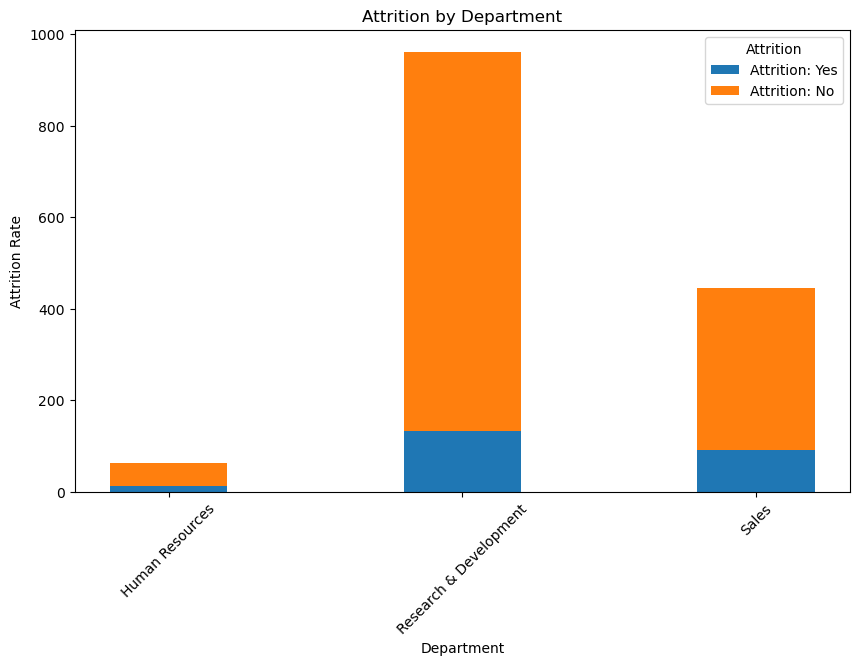 Attrition by Department
Attrition
Attrition: Yes
Attrition: No
1000
800
600
400
200
0
Attrition Rate
Human Resources
Research & Development
Sales
Department